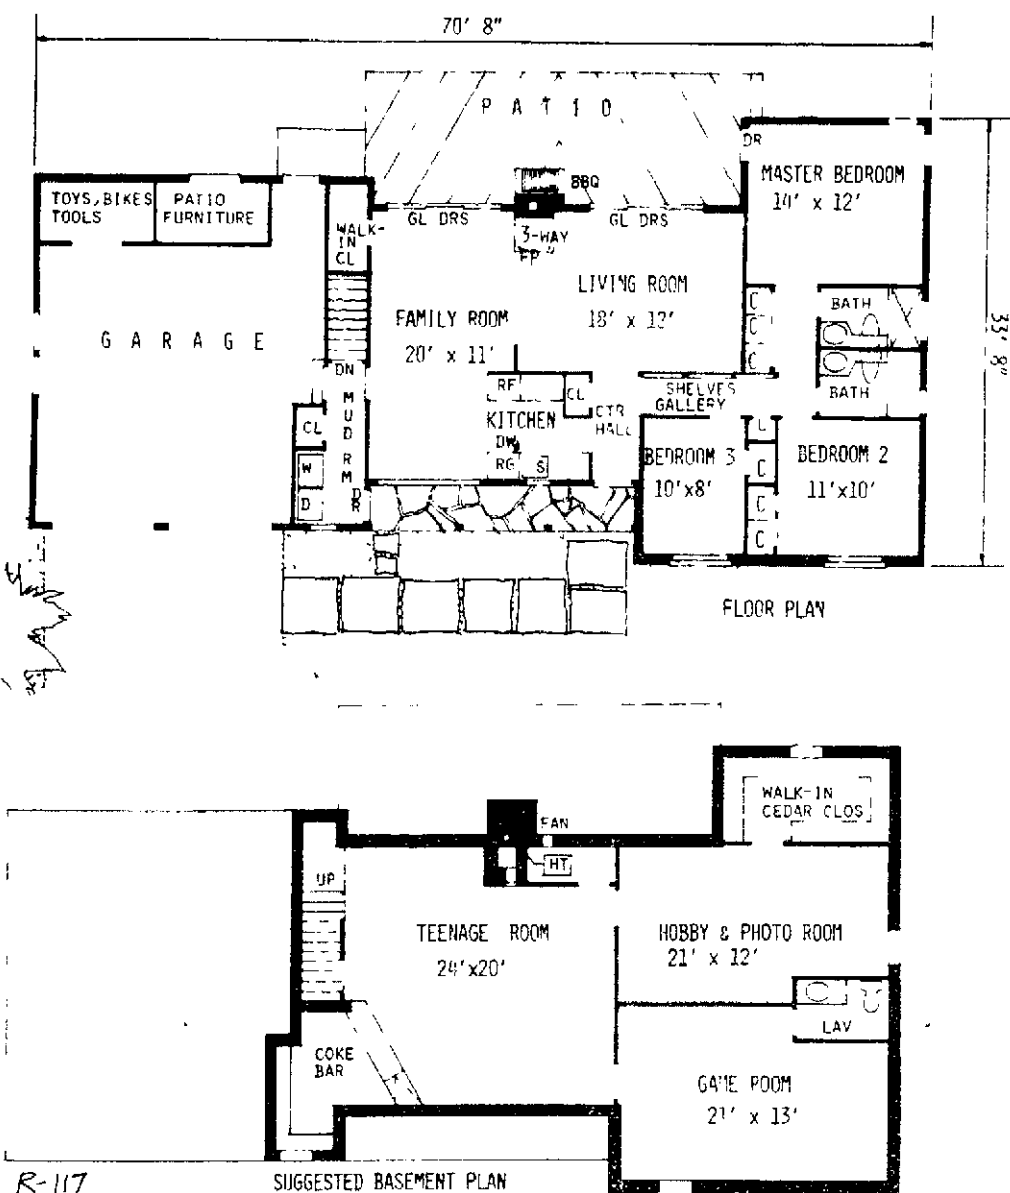 70' 8"
PATIO
DR
MASTER BEDROOM
14' x 12'
TOYS,BIKES
TOOLS
PATIO
FURNITURE
WALK-
IN
CL
GL DRS
BBQ
3-WAY
FP
GL DRS
LIVING ROOM
18' x 12'
FAMILY ROOM
20' x 11'
GARAGE
C
C
C
BATH
33' 8"
DN
MUD RM
RF
CL
SHELVES
GALLERY
BATH
KITCHEN
CTR
HALL
CL
DW
RG
S
W
D
DR
L
C
C
C
BEDROOM 3
10'x8'
BEDROOM 2
11'x10'
FLOOR PLAN
WALK-IN
CEDAR CLOS
FAN
HT
UP
TEENAGE ROOM
24'x20'
HOBBY & PHOTO ROOM
21' x 12'
LAV
COKE
BAR
GAME ROOM
21' x 13'
R-117
SUGGESTED BASEMENT PLAN